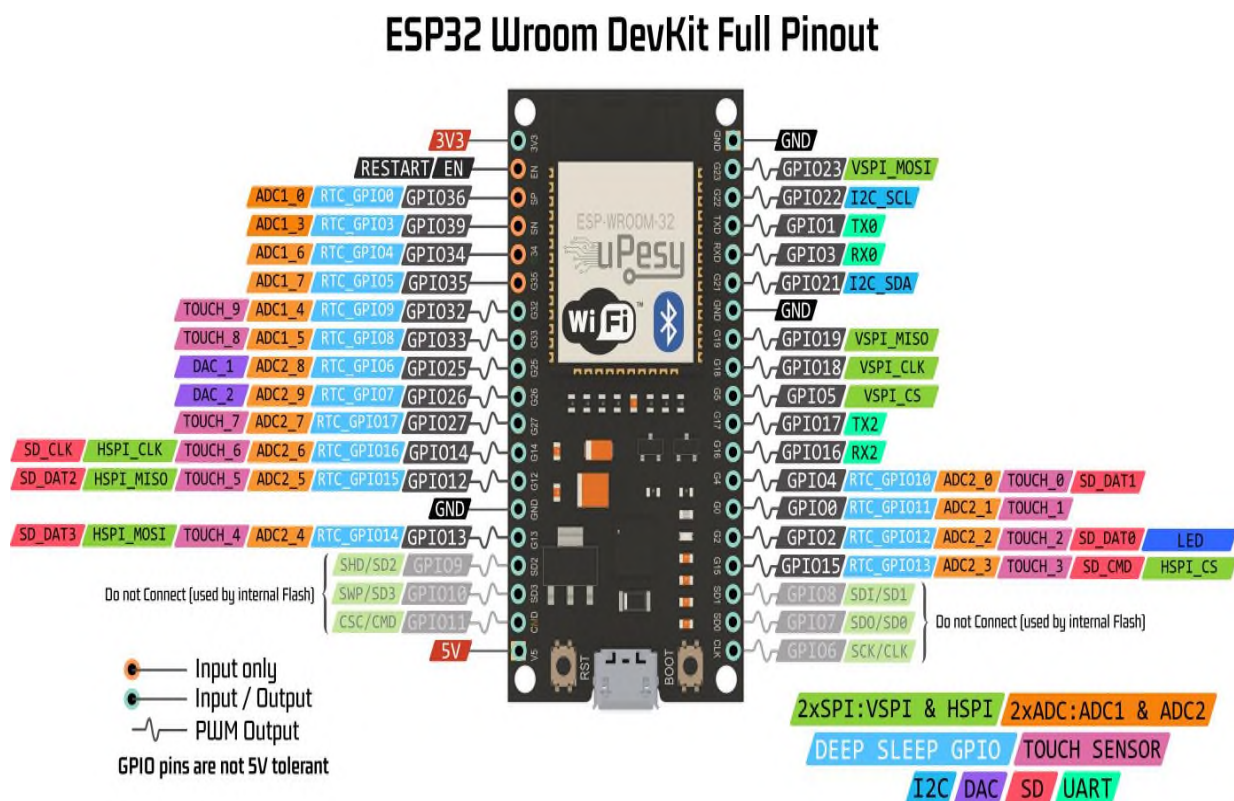 ESP32 Wroom DevKit Full Pinout
3V3 3V3 GND GND
RESTART EN EN G23 GPIO23 VSPI_MOSI
ADC1_0 RTC_GPIO0 GPIO36 SP G22 GPIO22 I2C_SCL
ADC1_3 RTC_GPIO3 GPIO39 SN TXD GPIO1 TX0
ADC1_6 RTC_GPIO4 GPIO34 34 RXD GPIO3 RX0
ADC1_7 RTC_GPIO5 GPIO35 G35 G21 GPIO21 I2C_SDA
TOUCH_9 ADC1_4 RTC_GPIO9 GPIO32 G32 GND GND
TOUCH_8 ADC1_5 RTC_GPIO8 GPIO33 G33 G19 GPIO19 VSPI_MISO
DAC_1 ADC2_8 RTC_GPIO6 GPIO25 G25 G18 GPIO18 VSPI_CLK
DAC_2 ADC2_9 RTC_GPIO7 GPIO26 G26 G5 GPIO5 VSPI_CS
TOUCH_7 ADC2_7 RTC_GPIO17 GPIO27 G27 G17 GPIO17 TX2
SD_CLK HSPI_CLK TOUCH_6 ADC2_6 RTC_GPIO16 GPIO14 G14 G16 GPIO16 RX2
SD_DAT2 HSPI_MISO TOUCH_5 ADC2_5 RTC_GPIO15 GPIO12 G12 G4 GPIO4 RTC_GPIO10 ADC2_0 TOUCH_0 SD_DAT1
GND GND G0 GPIO0 RTC_GPIO11 ADC2_1 TOUCH_1
SD_DAT3 HSPI_MOSI TOUCH_4 ADC2_4 RTC_GPIO14 GPIO13 G13 G2 GPIO2 RTC_GPIO12 ADC2_2 TOUCH_2 SD_DAT0 LED
SHD/SD2 GPIO9 SD2 G15 GPIO15 RTC_GPIO13 ADC2_3 TOUCH_3 SD_CMD HSPI_CS
Do not Connect (used by internal Flash) SWP/SD3 GPIO10 SD3 SD1 GPIO8 SDI/SD1
CSC/CMD GPIO11 CMD SD0 GPIO7 SDO/SD0 Do not Connect (used by internal Flash)
5V V5 CLK GPIO6 SCK/CLK
ESP-WROOM-32
uPesy
Wi Fi ™
RST BOOT
Input only
Input / Output
PWM Output
GPIO pins are not 5V tolerant
2xSPI:VSPI & HSPI 2xADC:ADC1 & ADC2
DEEP SLEEP GPIO TOUCH SENSOR
I2C DAC SD UART